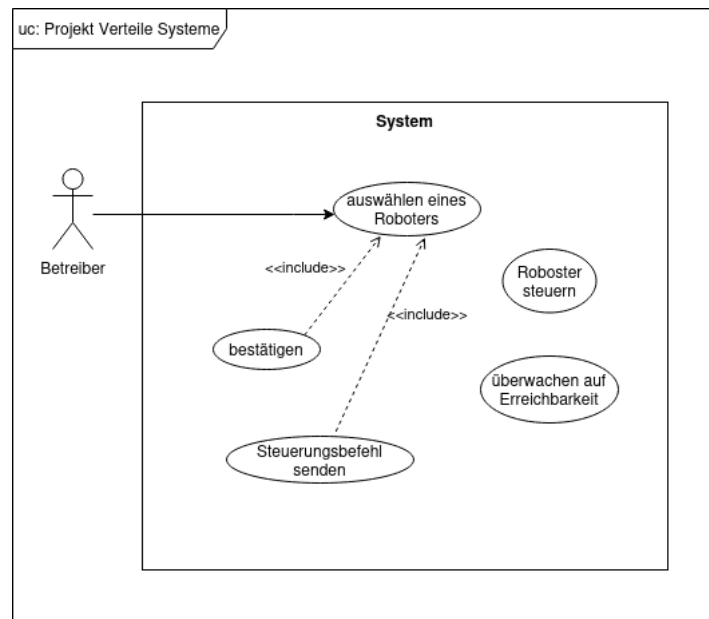 uc: Projekt Verteile Systeme
System
auswählen eines
Roboters
Betreiber
<<include>>
Roboster
steuern
<<include>>
bestätigen
überwachen auf
Erreichbarkeit
Steuerungsbefehl
senden